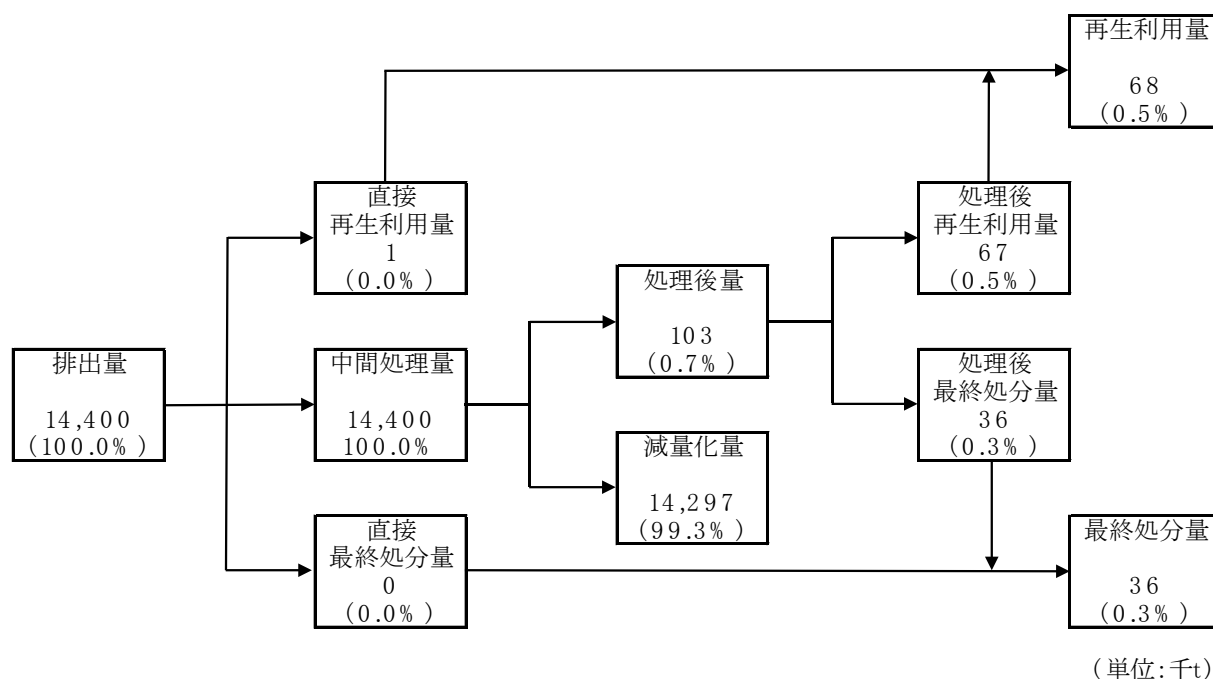 再生利用量
68
(0.5%)
直接
再生利用量
1
(0.0%)
処理後
再生利用量
67
(0.5%)
処理後量
103
(0.7%)
排出量
14,400
(100.0%)
中間処理量
14,400
100.0%
処理後
最終処分量
36
(0.3%)
減量化量
14,297
(99.3%)
直接
最終処分量
0
(0.0%)
最終処分量
36
(0.3%)
(単位:千t)